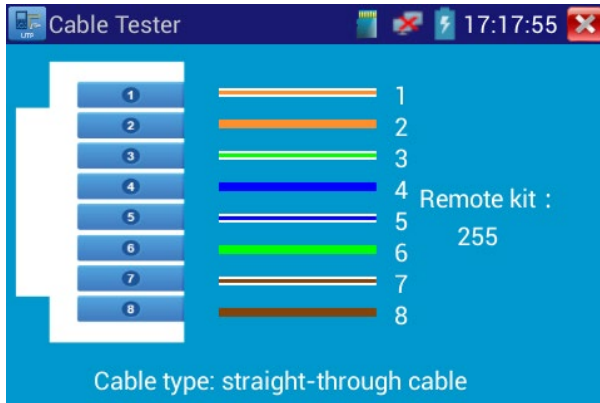 UTP
Cable Tester
17:17:55
1 1
2 2
3 3
4 4
5 5
6 6
7 7
8 8
Remote kit :
255
Cable type: straight-through cable